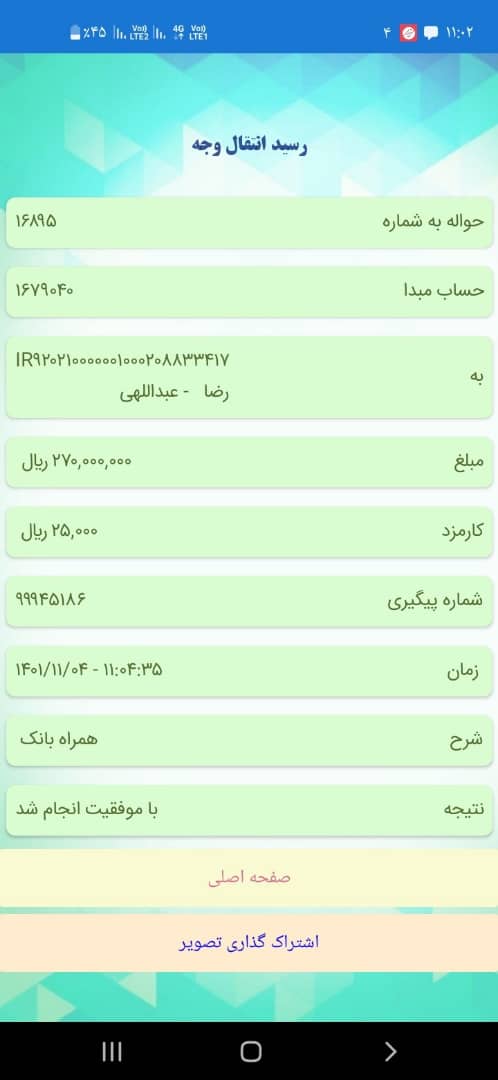 ۱۱:۰۲ ۴ Vo)) LTE1 4G Vo)) LTE2 ٪۴۵
رسید انتقال وجه
حواله به شماره ۱۶۸۹۵
حساب مبدا ۱۶۷۹۰۴۰
به IR۹۲۰۲۱۰۰۰۰۰۰۱۰۰۰۲۰۸۸۳۳۴۱۷
رضا - عبداللهی
مبلغ ۲۷۰,۰۰۰,۰۰۰ ریال
کارمزد ۲۵,۰۰۰ ریال
شماره پیگیری ۹۹۹۴۵۱۸۶
زمان ۱۴۰۱/۱۱/۰۴ - ۱۱:۰۴:۳۵
شرح همراه بانک
نتیجه با موفقیت انجام شد
صفحه اصلی
اشتراک گذاری تصویر